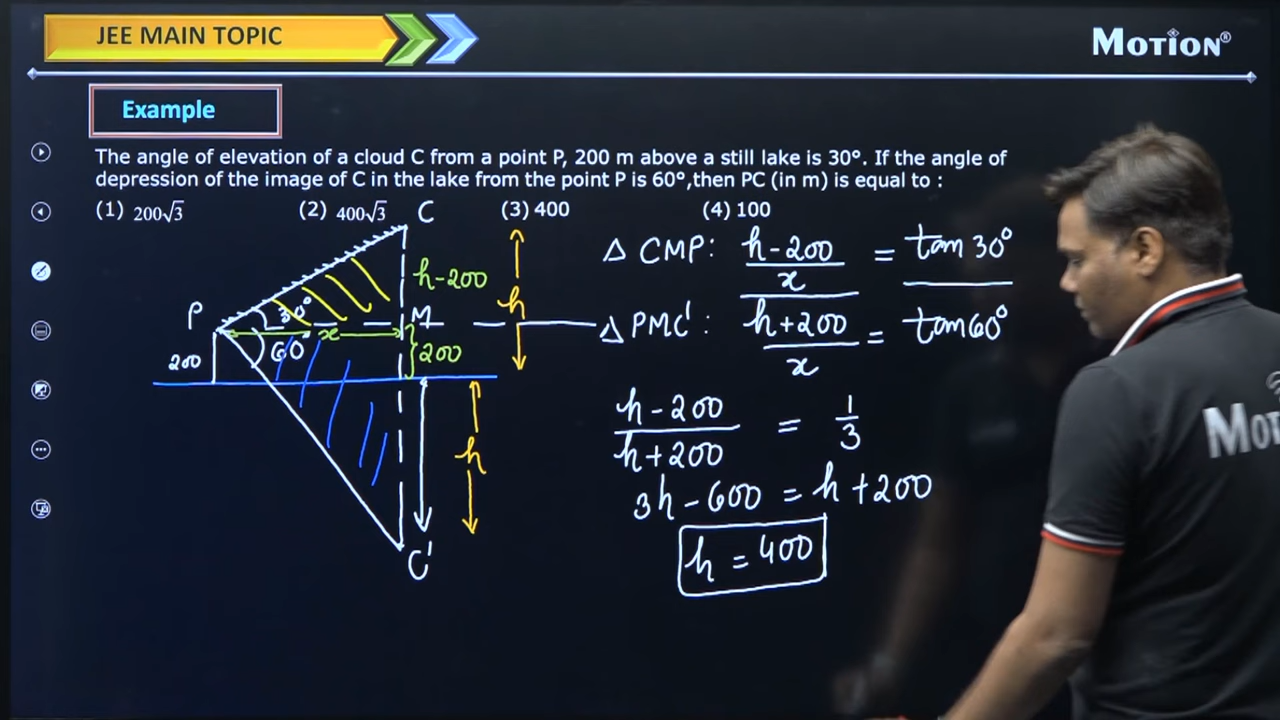 JEE MAIN TOPIC
MOTION®
Example
The angle of elevation of a cloud C from a point P, 200 m above a still lake is 30°. If the angle of
depression of the image of C in the lake from the point P is 60°,then PC (in m) is equal to :
(1) 200√3 (2) 400√3 (3) 400 (4) 100
C
h-200
h
P 30° M
x
60°
200 200
h
C'
Δ CMP: h-200/x = tan 30°
Δ PMC': h+200/x = tan 60°
h-200/h+200 = 1/3
3h-600 = h+200
h = 400
MOT